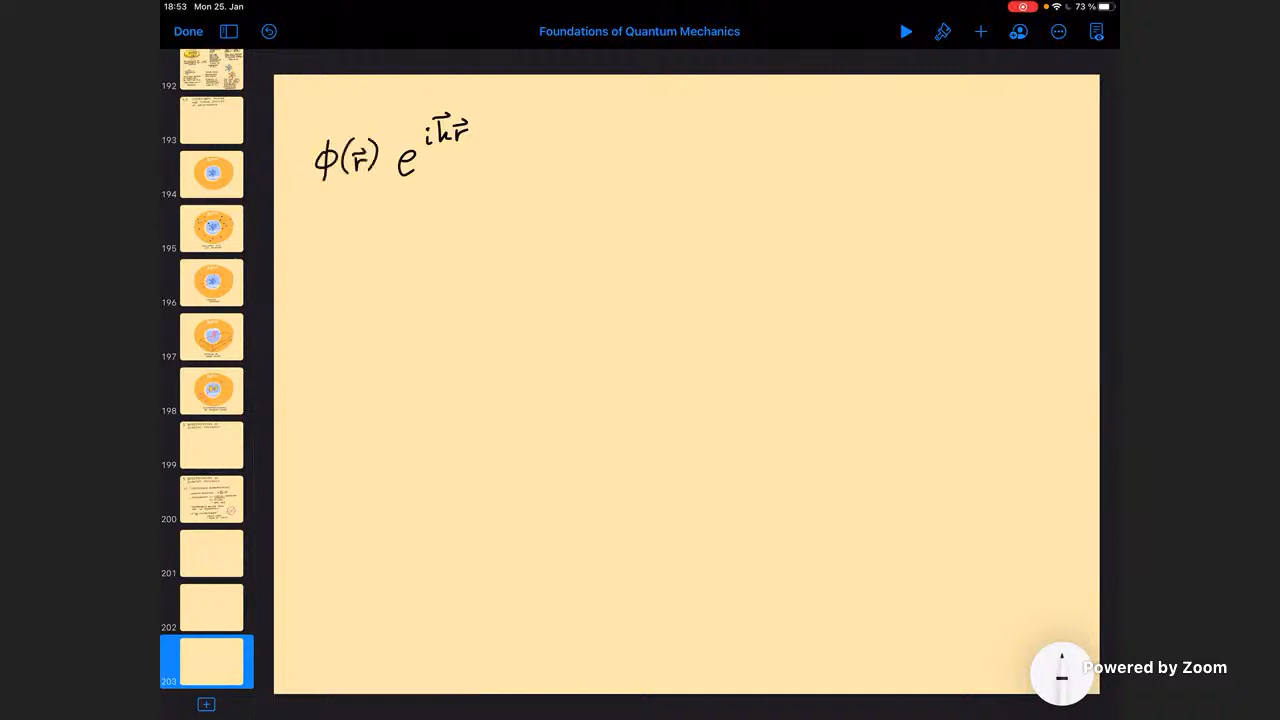 18:53 Mon 25. Jan
73 %
Done
Foundations of Quantum Mechanics
ϕ(r⃗) e^{ik⃗r⃗}
192
193
194
195
196
197
198
199
200
201
202
203
Powered by Zoom